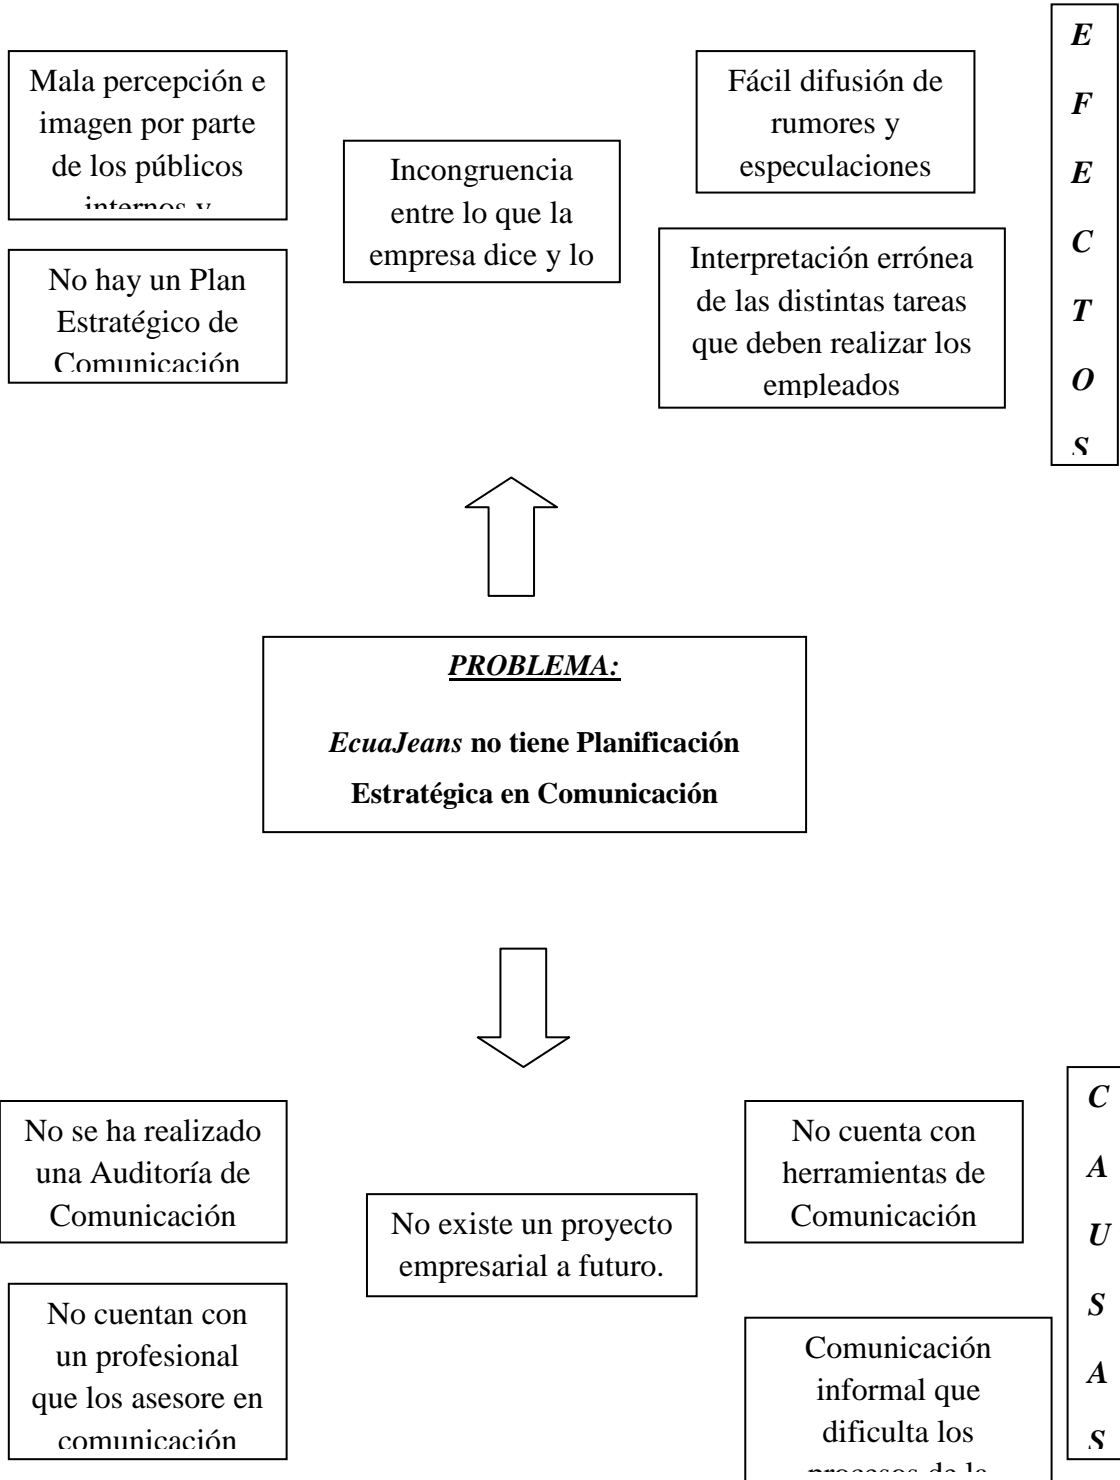 Mala percepción e
imagen por parte
de los públicos
internos y
No hay un Plan
Estratégico de
Comunicación
Incongruencia
entre lo que la
empresa dice y lo
Fácil difusión de
rumores y
especulaciones
Interpretación errónea
de las distintas tareas
que deben realizar los
empleados
E
F
E
C
T
O
S
PROBLEMA:
EcuaJeans no tiene Planificación
Estratégica en Comunicación
No se ha realizado
una Auditoría de
Comunicación
No cuentan con
un profesional
que los asesore en
comunicación
No existe un proyecto
empresarial a futuro.
No cuenta con
herramientas de
Comunicación
Comunicación
informal que
dificulta los
procesos de la
C
A
U
S
A
S